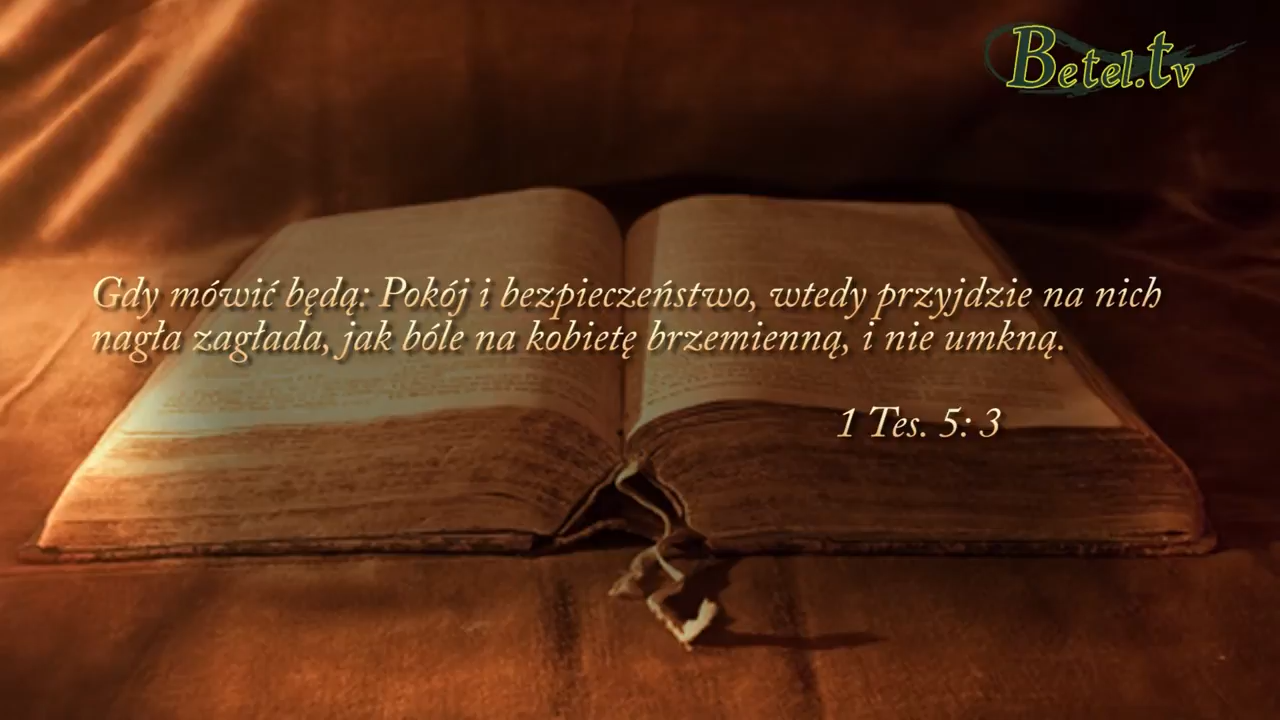 Betel.tv
Gdy mówić będą: Pokój i bezpieczeństwo, wtedy przyjdzie na nich
nagła zagłada, jak bóle na kobietę brzemienną, i nie umkną.
1 Tes. 5: 3